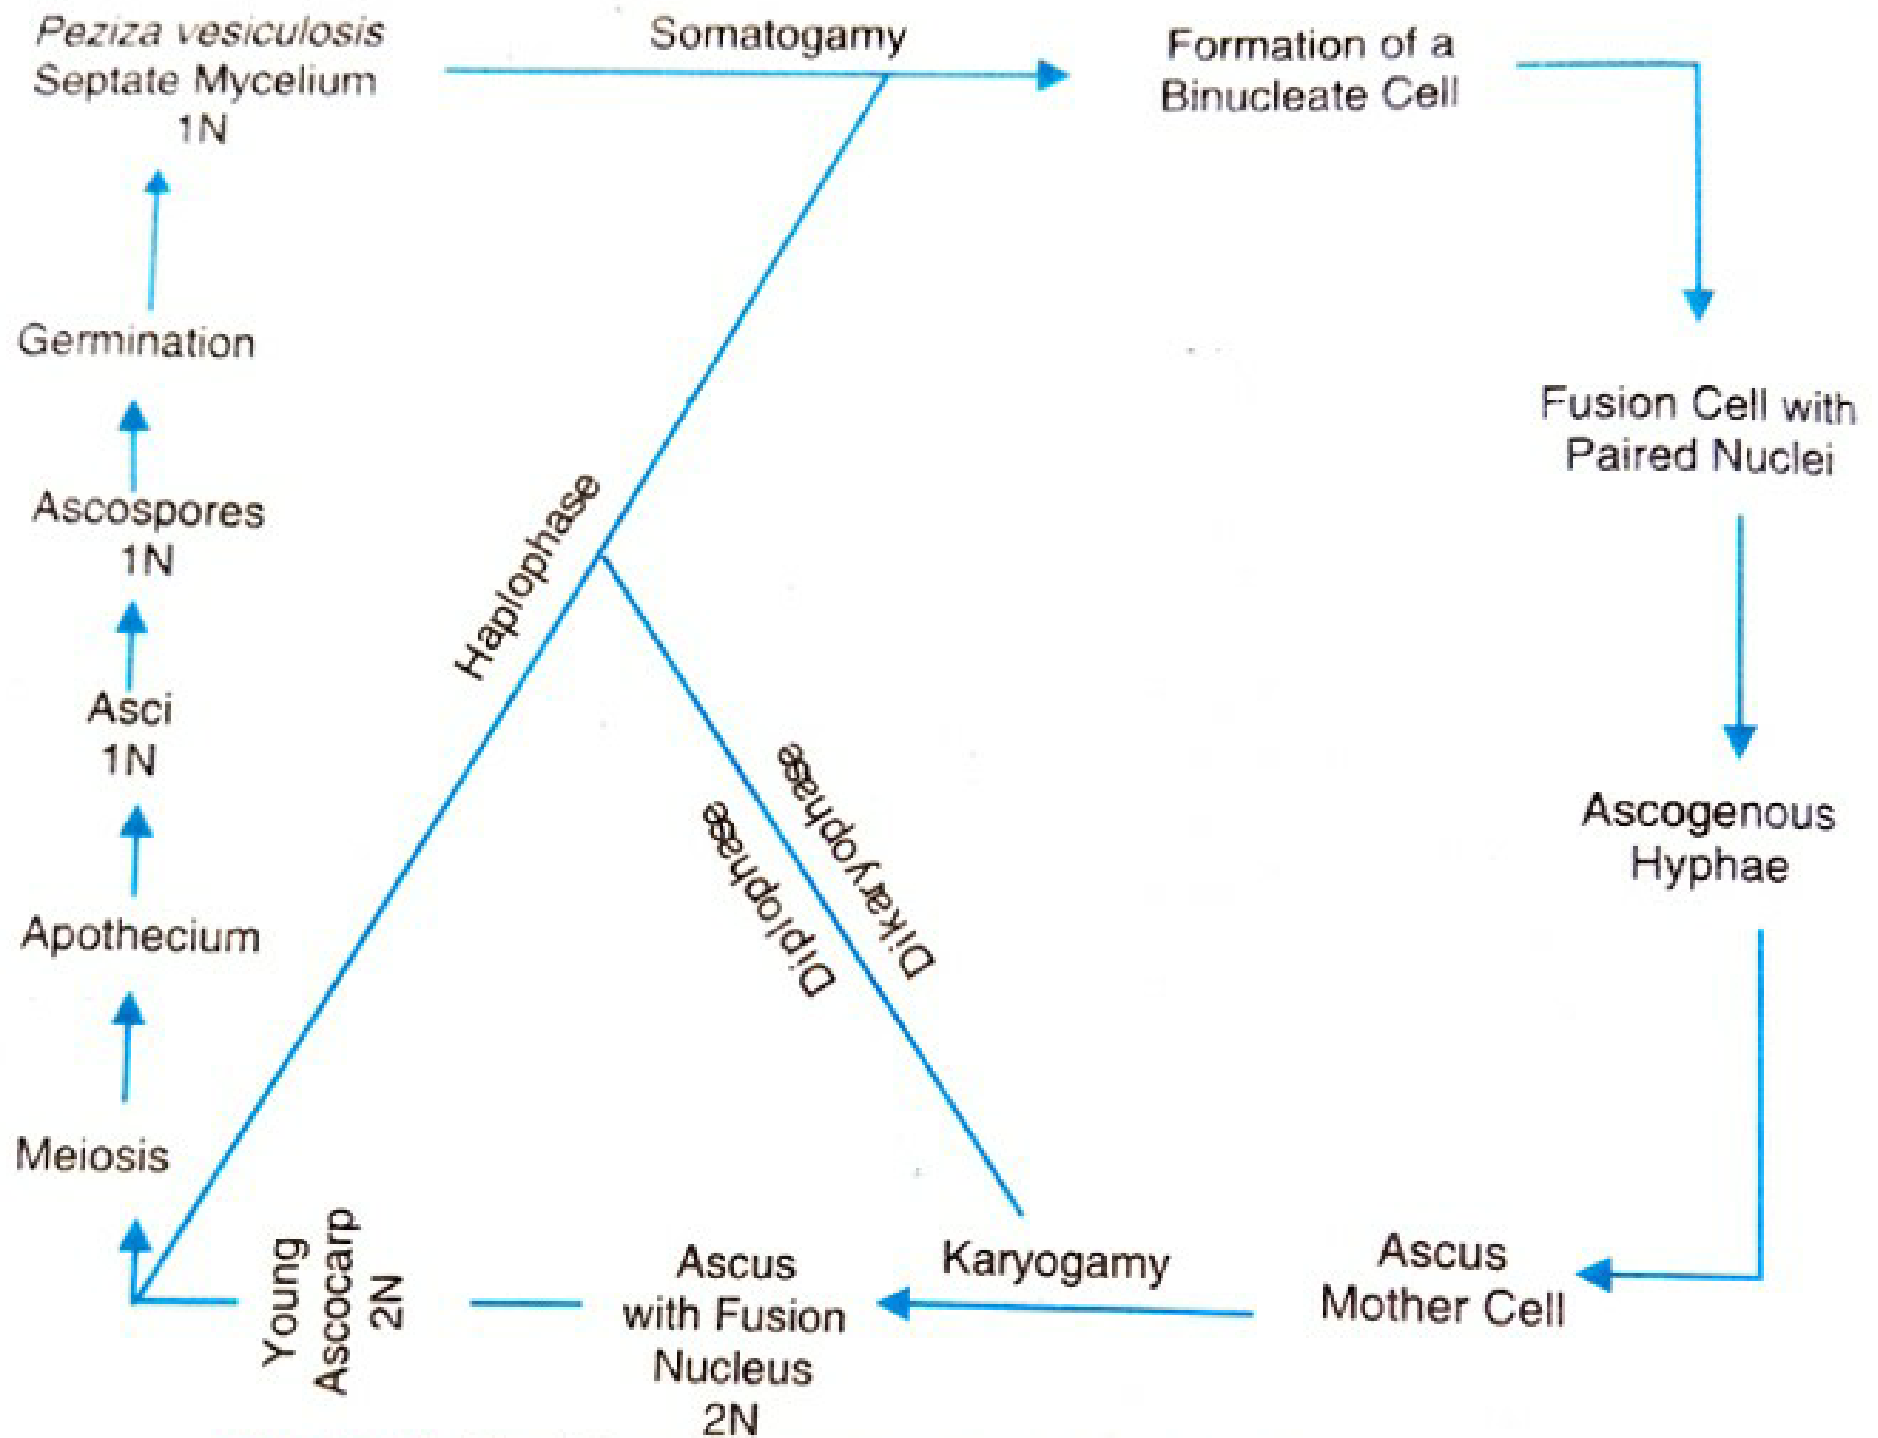 Peziza vesiculosis
Septate Mycelium
1N
Somatogamy
Formation of a
Binucleate Cell
Fusion Cell with
Paired Nuclei
Ascogenous
Hyphae
Ascus
Mother Cell
Karyogamy
Ascus
with Fusion
Nucleus
2N
Young
Ascocarp
2N
Meiosis
Apothecium
Asci
1N
Ascospores
1N
Germination
Haplophase
Diplophase
Dikaryophase